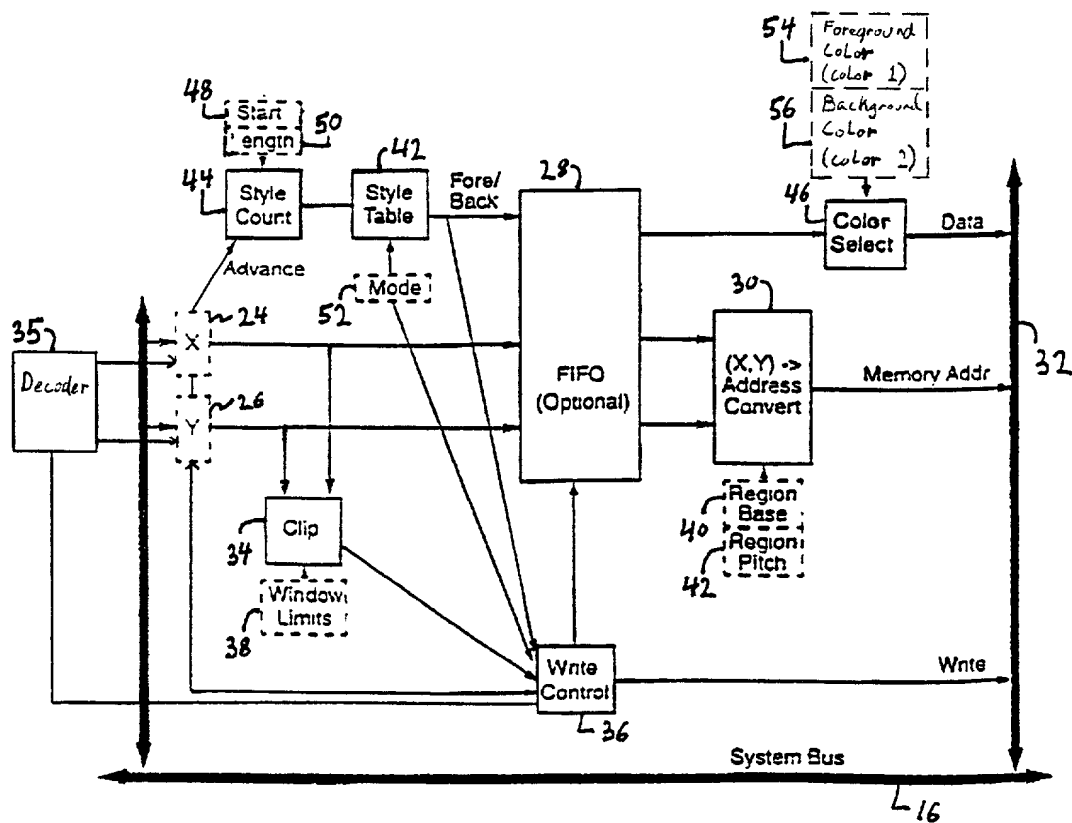 54
Foreground
Color
(color 1)
48
Start
50
Length
56
Background
Color
(color 2)
42
28
44
Style
Count
Style
Table
Fore/
Back
46
Color
Select
Data
Advance
52
Mode
24
30
35
X
Decoder
FIFO
(Optional)
(X,Y) ->
Address
Convert
Memory Addr
32
26
Y
34
Clip
40
Region
Base
42
Region
Pitch
38
Window
Limits
Write
Control
Write
36
System Bus
16